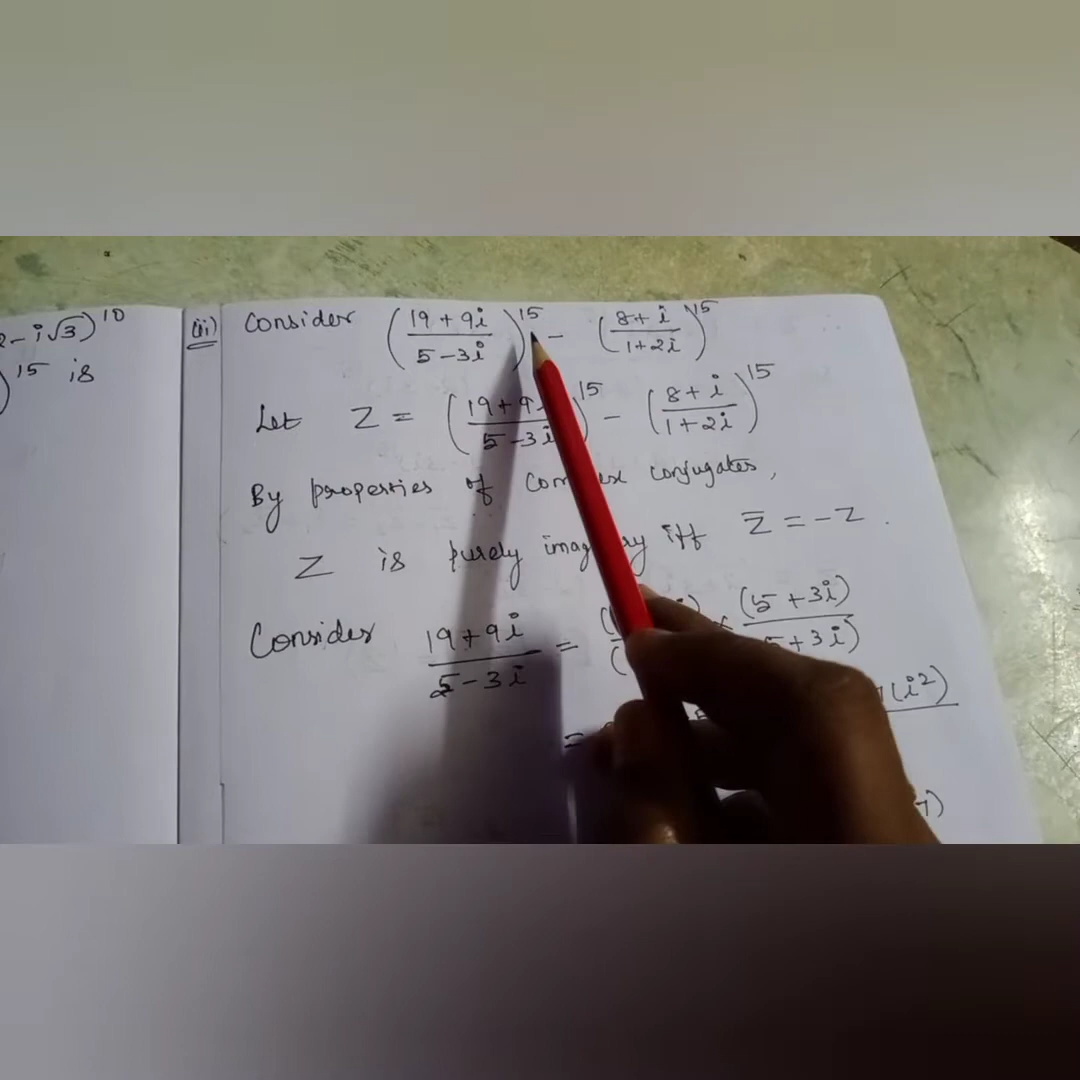 2 - i√3)^10
)^15 is
(ii) Consider ((19 + 9i)/(5 - 3i))^15 - ((8 + i)/(1 + 2i))^15
Let Z = ((19 + 9i)/(5 - 3i))^15 - ((8 + i)/(1 + 2i))^15
By properties of complex conjugates,
Z is purely imaginary iff z̅ = -Z.
Consider (19 + 9i)/(5 - 3i) = × (5 + 3i)/(5 + 3i)
= (i²)